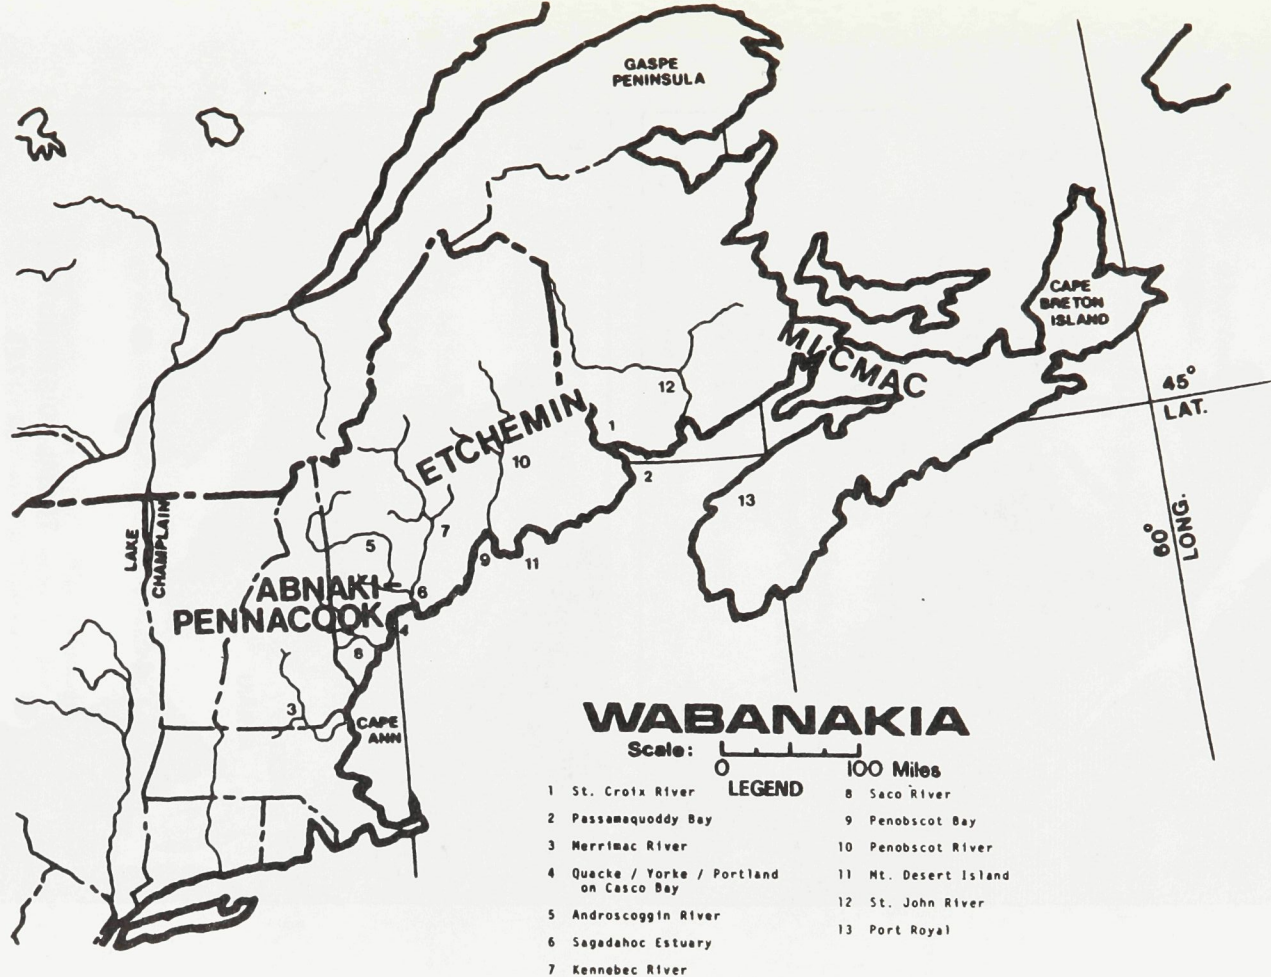 GASPE
PENINSULA
CAPE
BRETON
ISLAND
MICMAC
45°
LAT.
12
ETCHEMIN
1
10
2
13
60°
LONG.
LAKE
CHAMPLAIN
7
5
9
11
ABNAKI-
PENNACOOK
6
4
8
3
CAPE
ANN
WABANAKIA
Scale:
0 100 Miles
LEGEND
1 St. Croix River
2 Passamaquoddy Bay
3 Merrimac River
4 Quacke / Yorke / Portland
on Casco Bay
5 Androscoggin River
6 Sagadahoc Estuary
7 Kennebec River
8 Saco River
9 Penobscot Bay
10 Penobscot River
11 Mt. Desert Island
12 St. John River
13 Port Royal